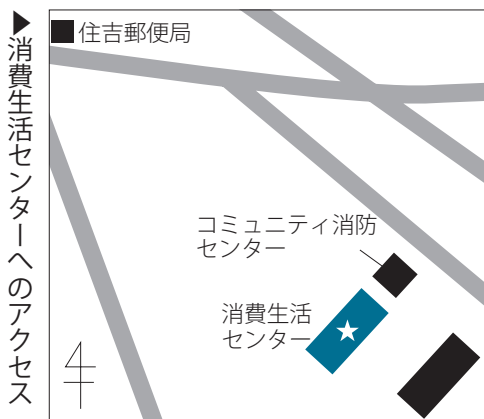 ▶消費生活センターへのアクセス
住吉郵便局
コミュニティ消防
センター
消費生活
センター